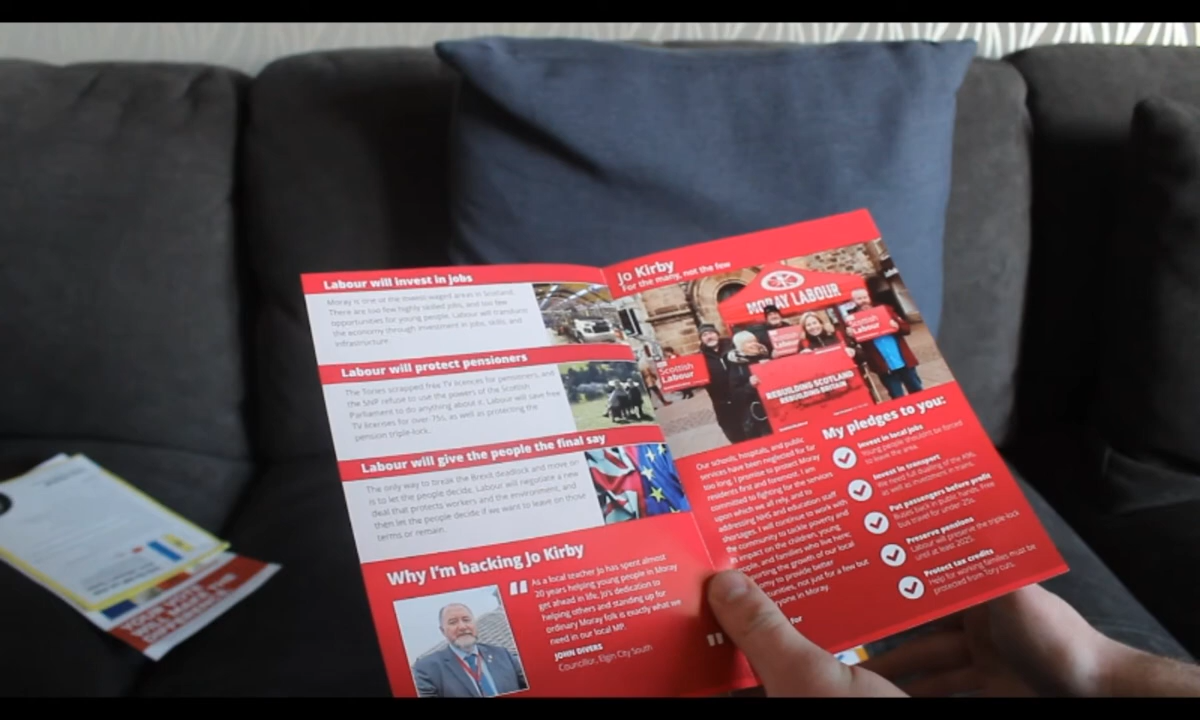 Labour will invest in jobs
Moray is one of the lowest waged areas in Scotland.
There are too few highly skilled jobs, and too few
opportunities for young people. Labour will transform
the economy through investment in jobs, skills, and
infrastructure.
Labour will protect pensioners
The Tories scrapped free TV licences for pensioners, and
the SNP refuse to use the powers of the Scottish
Parliament to do anything about it. Labour will save free
TV licenses for over-75s, as well as protecting the
pension triple-lock.
Labour will give the people the final say
The only way to break the Brexit deadlock and move on
is to let the people decide. Labour will negotiate a new
deal that protects workers and the environment, and
then let the people decide if we want to leave on those
terms or remain.
Why I'm backing Jo Kirby
"As a local teacher Jo has spent almost
20 years helping young people in Moray
get ahead in life. Jo's dedication to
helping others and standing up for
ordinary Moray folk is exactly what we
need in our local MP."
JOHN DIVERS
Councillor, Elgin City South
Jo Kirby
For the many, not the few
MORAY LABOUR
Scottish
Labour
Scottish
Labour
Scottish
Labour
REBUILDING SCOTLAND
REBUILDING BRITAIN
Our schools, hospitals, and public
services have been neglected for far
too long. I promise to protect Moray
residents first and foremost. I am
committed to fighting for the services
upon which we all rely, and to
addressing NHS and education staff
shortages. I will continue to work with
the community to tackle poverty and
its impact on the children, young
people, and families who live here;
the growth of our local
to provide better
not just for a few but
in Moray.
for
My pledges to you:
Invest in local jobs
Young people shouldn't be forced
to leave the area.
Invest in transport
We need full dualling of the A96,
as well as investment in trains.
Put passengers before profit
Buses back in public hands, free
bus travel for under 25s.
Preserve pensions
Labour will preserve the triple-lock
until at least 2025.
Protect tax credits
Help for working families must be
protected from Tory cuts.